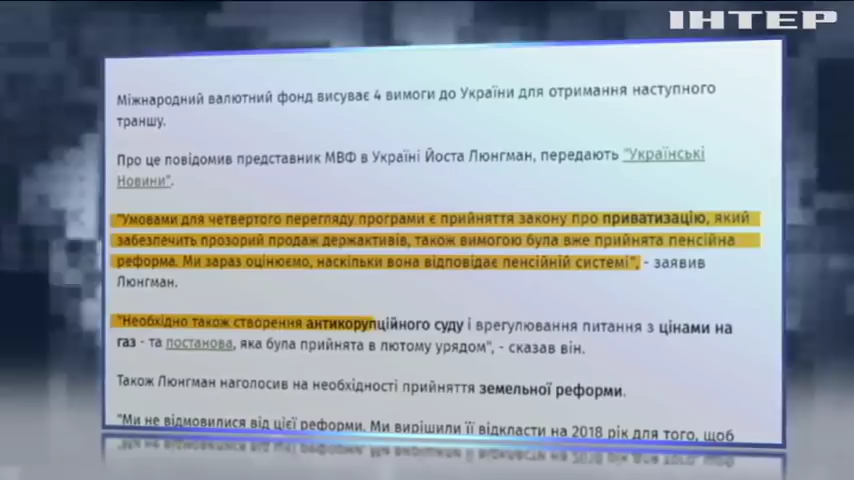 ІНТЕР
Міжнародний валютний фонд висуває 4 вимоги до України для отримання наступного
траншу.
Про це повідомив представник МВФ в Україні Йоста Люнгман, передають "Українські
Новини".
"Умовами для четвертого перегляду програми є прийняття закону про приватизацію, який
забезпечить прозорий продаж держактивів, також вимогою була вже прийнята пенсійна
реформа. Ми зараз оцінюємо, наскільки вона відповідає пенсійній системі", - заявив
Люнгман.
"Необхідно також створення антикорупційного суду і врегулювання питання з цінами на
газ - та постанова, яка була прийнята в лютому урядом", - сказав він.
Також Люнгман наголосив на необхідності прийняття земельної реформи.
"Ми не відмовилися від цієї реформи. Ми вирішили її відкласти на 2018 рік для того, щоб